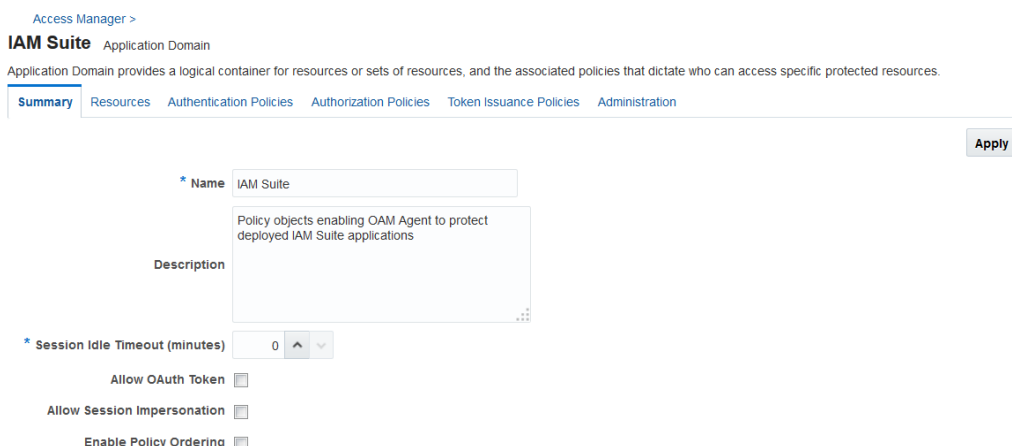 Access Manager >
IAM Suite Application Domain
Application Domain provides a logical container for resources or sets of resources, and the associated policies that dictate who can access specific protected resources.
Summary Resources Authentication Policies Authorization Policies Token Issuance Policies Administration
Apply
* Name IAM Suite
Policy objects enabling OAM Agent to protect
deployed IAM Suite applications
Description
* Session Idle Timeout (minutes) 0
Allow OAuth Token
Allow Session Impersonation
Enable Policy Ordering